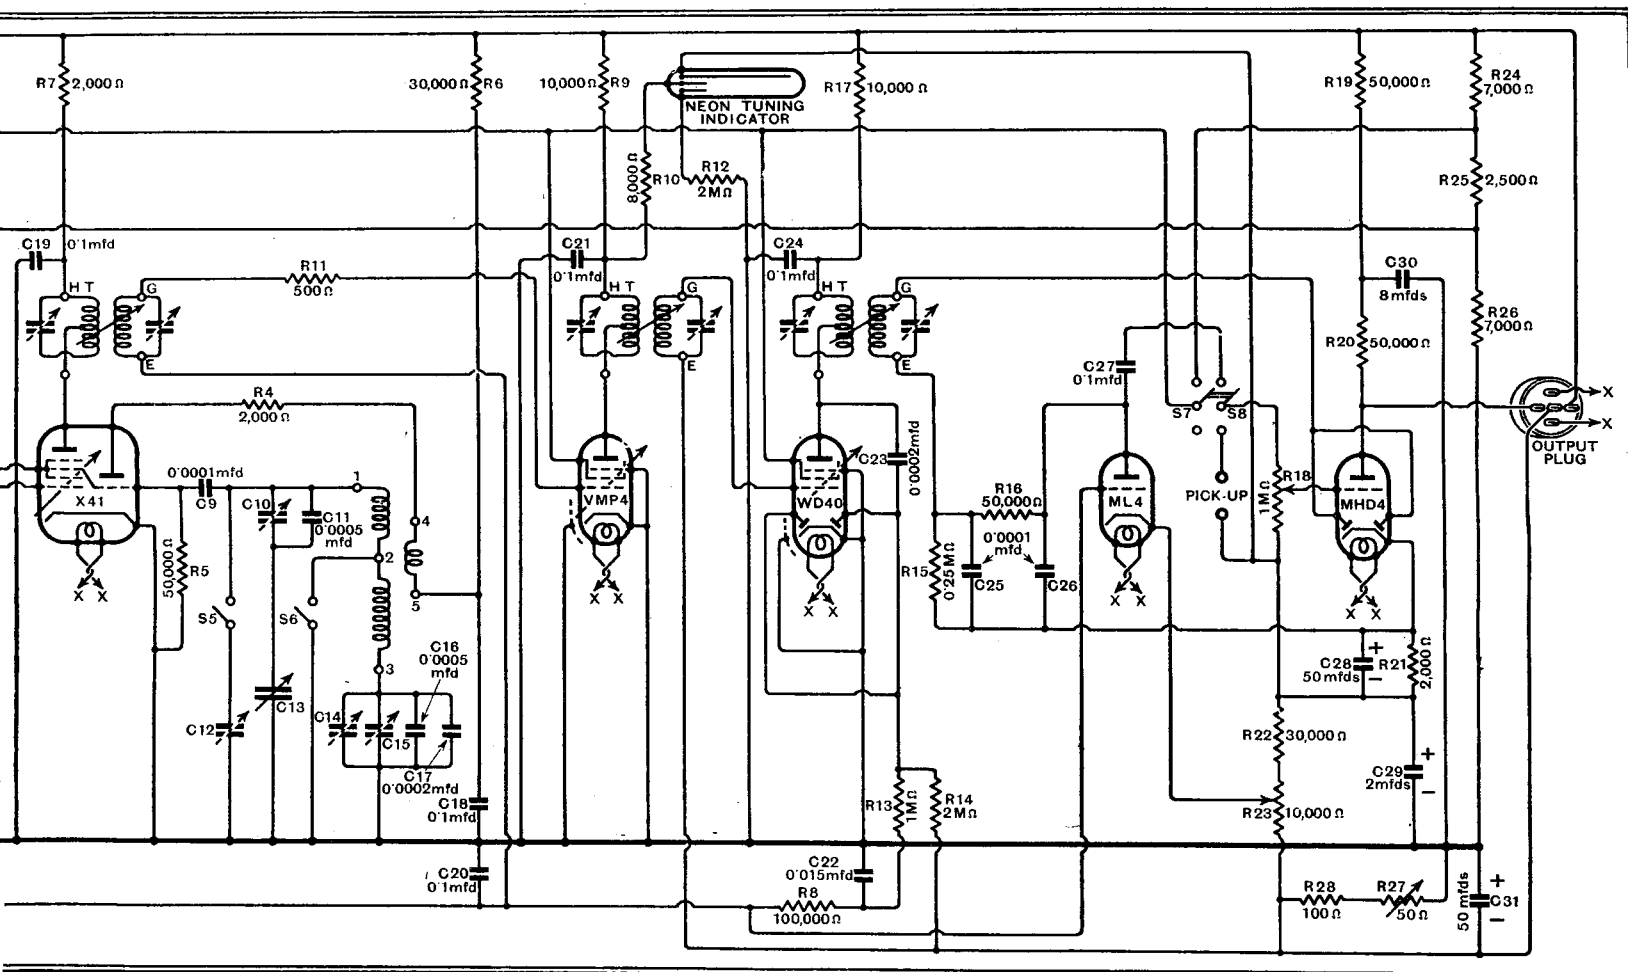 R7 2,000Ω
30,000Ω R6
10,000Ω R9
NEON TUNING
INDICATOR
R17 10,000Ω
R19 50,000Ω
R24
7,000Ω
8,000Ω R10
R12
2MΩ
R25 2,500Ω
C19 0·1mfd
C21
0·1mfd
C24
0·1mfd
C30
8mfds
R11
500Ω
HT
G
E
HT
G
E
HT
G
E
R26
7,000Ω
R20 50,000Ω
C27
0·1mfd
R4
2,000Ω
S7
S8
X
X
OUTPUT
PLUG
X41
0·0001mfd
C9
C10
C11
0·0005
mfd
1
4
2
5
3
VMP4
WD40
C23
0·0002mfd
R16
50,000Ω
0·0001
mfd
C25
C26
R15
0·25MΩ
ML4
PICK-UP
R18
1MΩ
MHD4
X X
X X
X X
X X
X X
50,000Ω
R5
S5
S6
C16
0·0005
mfd
C13
C12
C14
C15
C17
0·0002mfd
C18
0·1mfd
C28
50mfds
+
–
R21
2,000Ω
R22 30,000Ω
R23 10,000Ω
C29
2mfds
+
–
R13
1MΩ
R14
2MΩ
C20
0·1mfd
C22
0·015mfd
R8
100,000Ω
R28
100Ω
R27
50Ω
50 mfds
+
C31
–